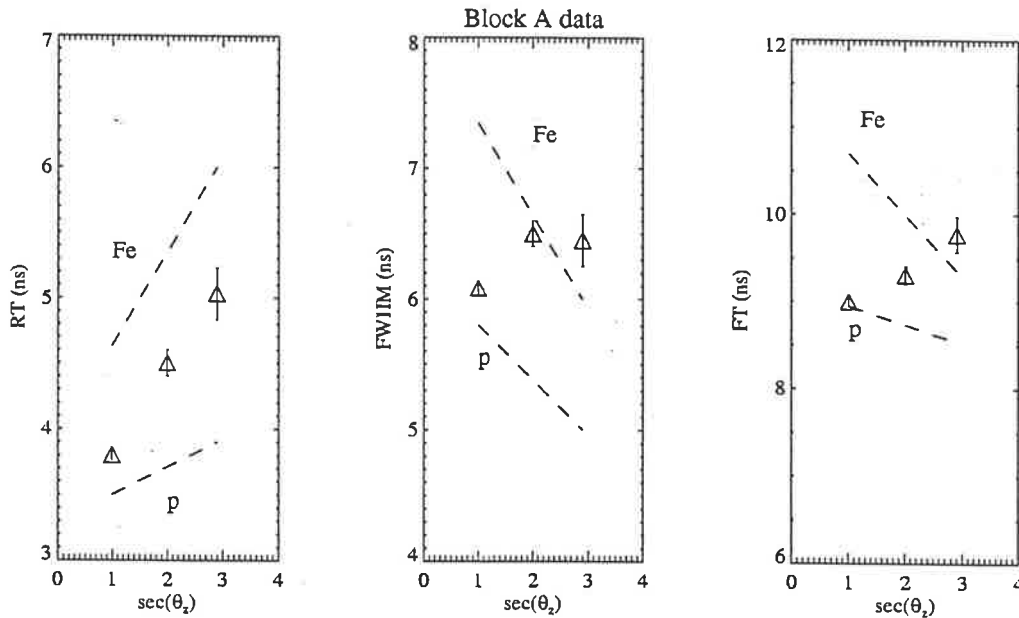 Block A data
7
6
5
4
3
RT (ns)
Fe
p
0 1 2 3 4
sec(θz)
8
7
6
5
4
FWHM (ns)
Fe
p
0 1 2 3 4
sec(θz)
12
10
8
6
FT (ns)
Fe
p
0 1 2 3 4
sec(θz)